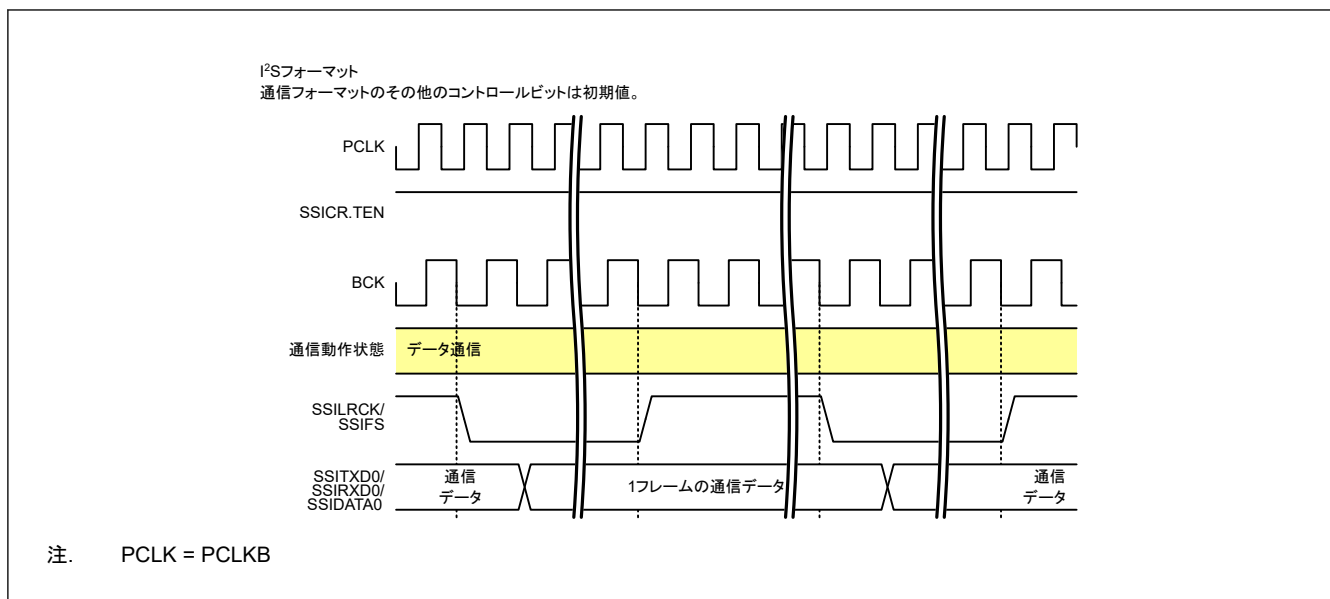 I²Sフォーマット
通信フォーマットのその他のコントロールビットは初期値。
PCLK
SSICR.TEN
BCK
通信動作状態
データ通信
SSILRCK/
SSIFS
SSITXD0/
SSIRXD0/
SSIDATA0
通信
データ
1フレームの通信データ
通信
データ
注. PCLK = PCLKB